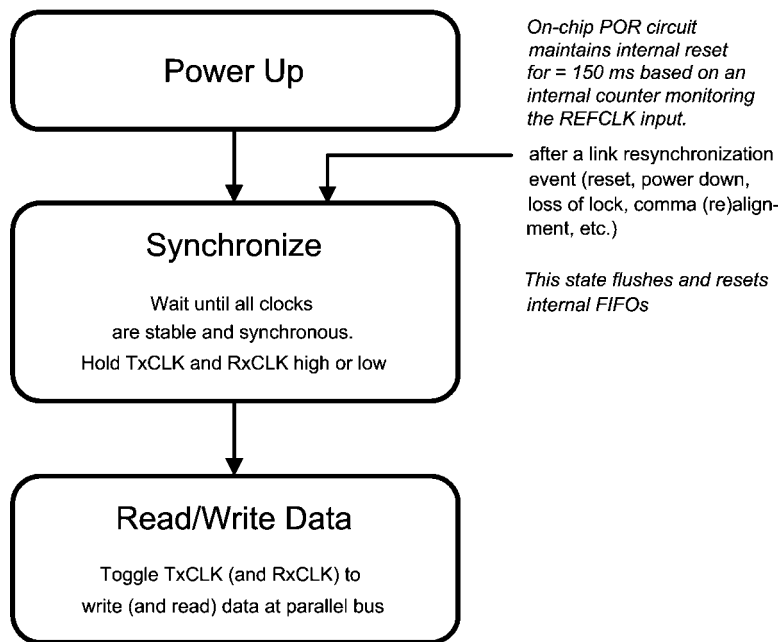 Power Up
On-chip POR circuit
maintains internal reset
for = 150 ms based on an
internal counter monitoring
the REFCLK input.
after a link resynchronization
event (reset, power down,
loss of lock, comma (re)align-
ment, etc.)
Synchronize
Wait until all clocks
are stable and synchronous.
Hold TxCLK and RxCLK high or low
This state flushes and resets
internal FIFOs
Read/Write Data
Toggle TxCLK (and RxCLK) to
write (and read) data at parallel bus